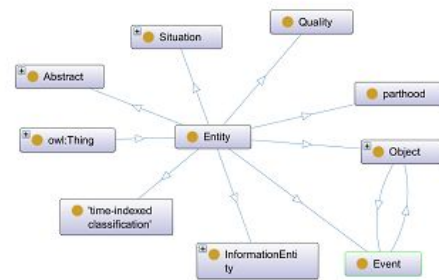 Quality
Situation
Abstract
parthood
Entity
owl:Thing
Object
'time-indexed
classification'
InformationEnti
ty
Event